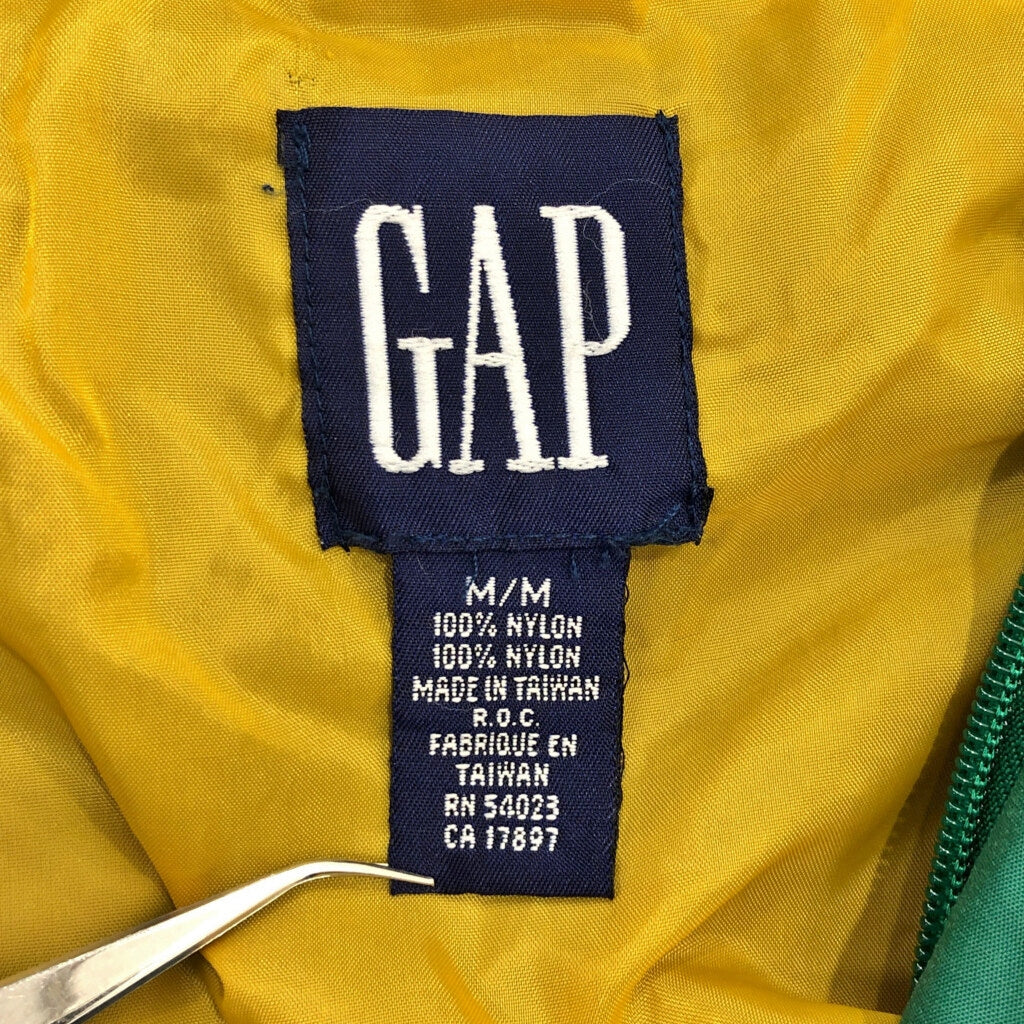 GAP
M/M
100% NYLON
100% NYLON
MADE IN TAIWAN
R.O.C.
FABRIQUE EN
TAIWAN
RN 54023
CA 17897